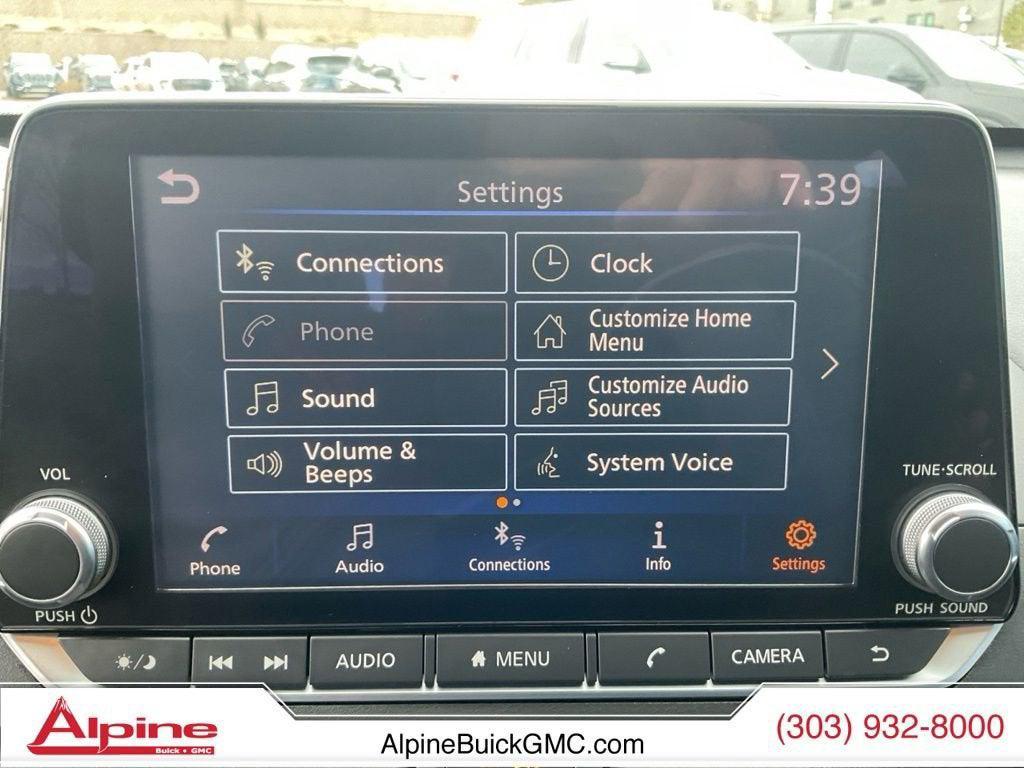 Settings
7:39
Connections
Clock
Phone
Customize Home
Menu
Sound
Customize Audio
Sources
Volume &
Beeps
System Voice
Phone
Audio
Connections
Info
Settings
VOL
PUSH
TUNE·SCROLL
PUSH SOUND
AUDIO
MENU
CAMERA
Alpine
Buick • GMC
AlpineBuickGMC.com
(303) 932-8000